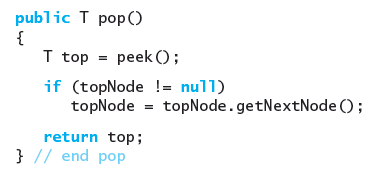 public T pop()
{
   T top = peek();
   if (topNode != null)
      topNode = topNode.getNextNode();
   return top;
} // end pop